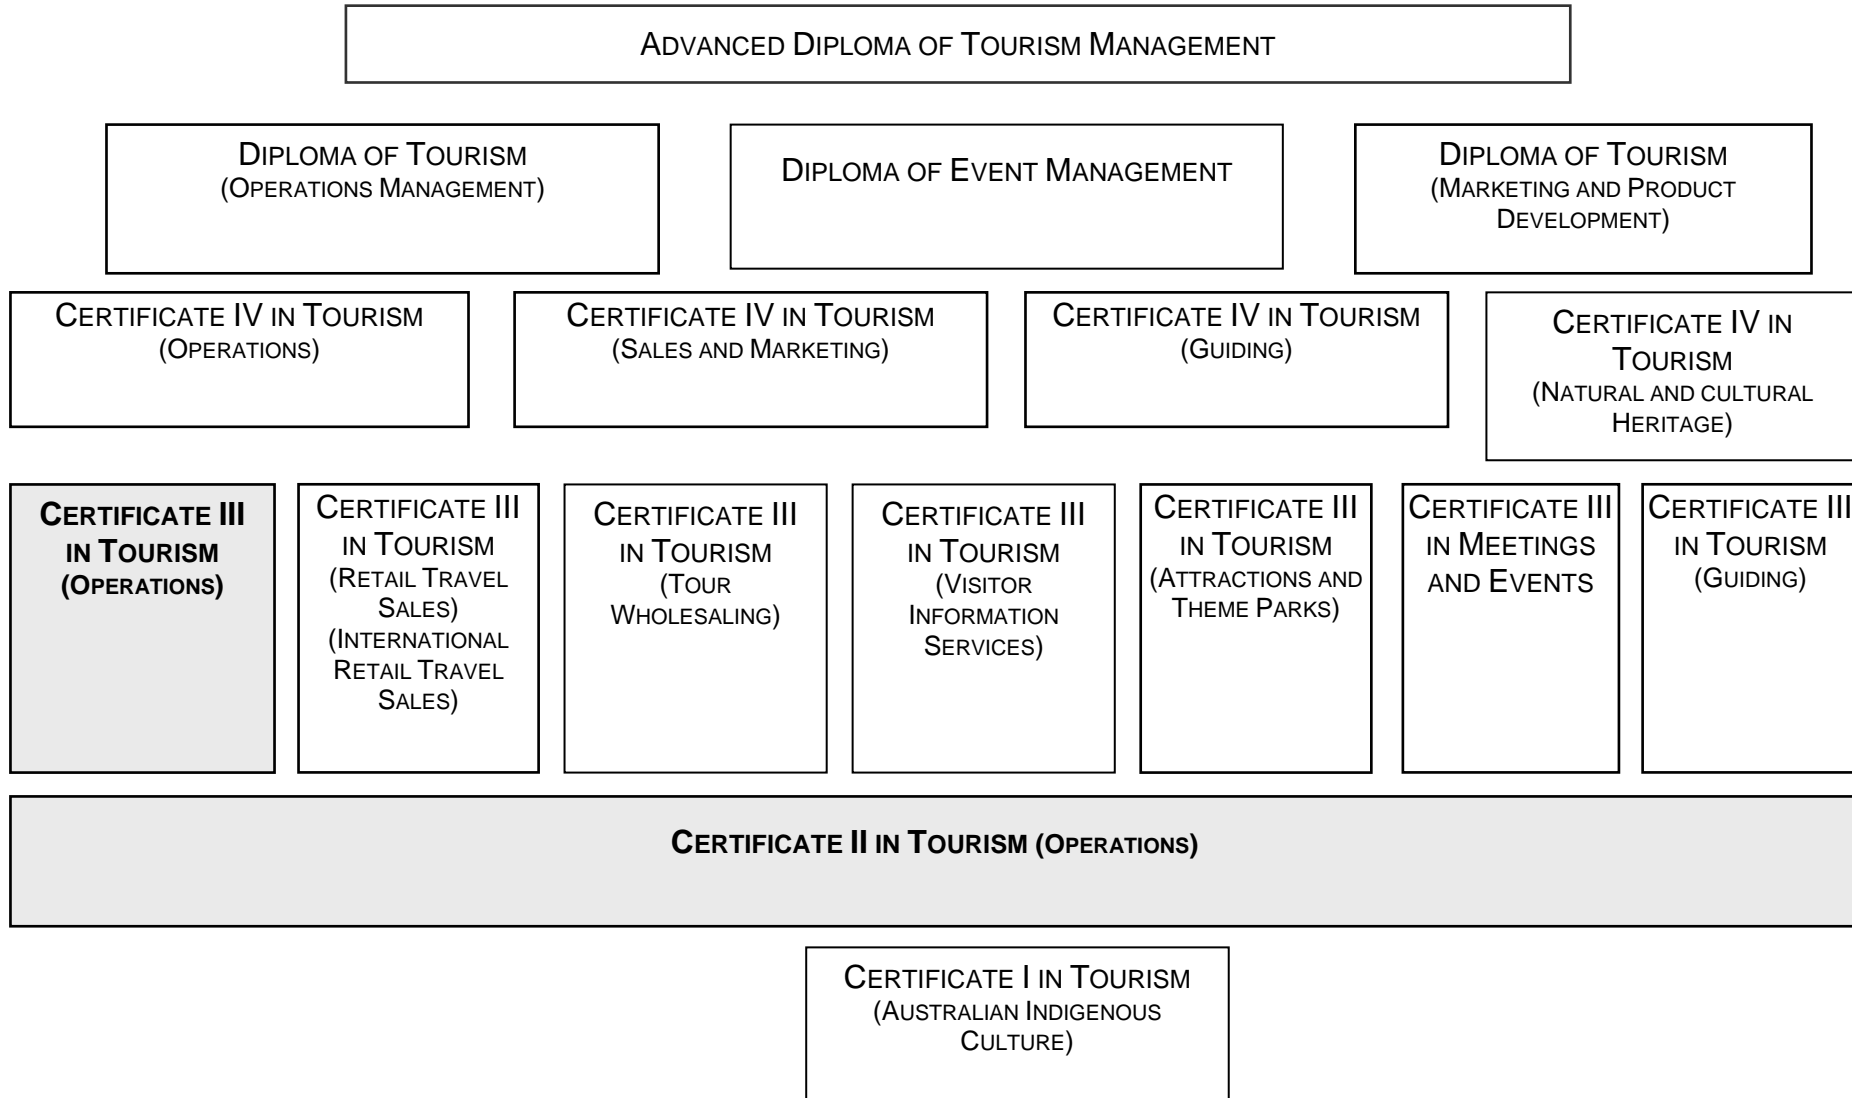 ADVANCED DIPLOMA OF TOURISM MANAGEMENT
DIPLOMA OF TOURISM
(OPERATIONS MANAGEMENT)
DIPLOMA OF EVENT MANAGEMENT
DIPLOMA OF TOURISM
(MARKETING AND PRODUCT
DEVELOPMENT)
CERTIFICATE IV IN TOURISM
(OPERATIONS)
CERTIFICATE IV IN TOURISM
(SALES AND MARKETING)
CERTIFICATE IV IN TOURISM
(GUIDING)
CERTIFICATE IV IN
TOURISM
(NATURAL AND CULTURAL
HERITAGE)
CERTIFICATE III
IN TOURISM
(OPERATIONS)
CERTIFICATE III
IN TOURISM
(RETAIL TRAVEL
SALES)
(INTERNATIONAL
RETAIL TRAVEL
SALES)
CERTIFICATE III
IN TOURISM
(TOUR
WHOLESALING)
CERTIFICATE III
IN TOURISM
(VISITOR
INFORMATION
SERVICES)
CERTIFICATE III
IN TOURISM
(ATTRACTIONS AND
THEME PARKS)
CERTIFICATE III
IN MEETINGS
AND EVENTS
CERTIFICATE III
IN TOURISM
(GUIDING)
CERTIFICATE II IN TOURISM (OPERATIONS)
CERTIFICATE I IN TOURISM
(AUSTRALIAN INDIGENOUS
CULTURE)